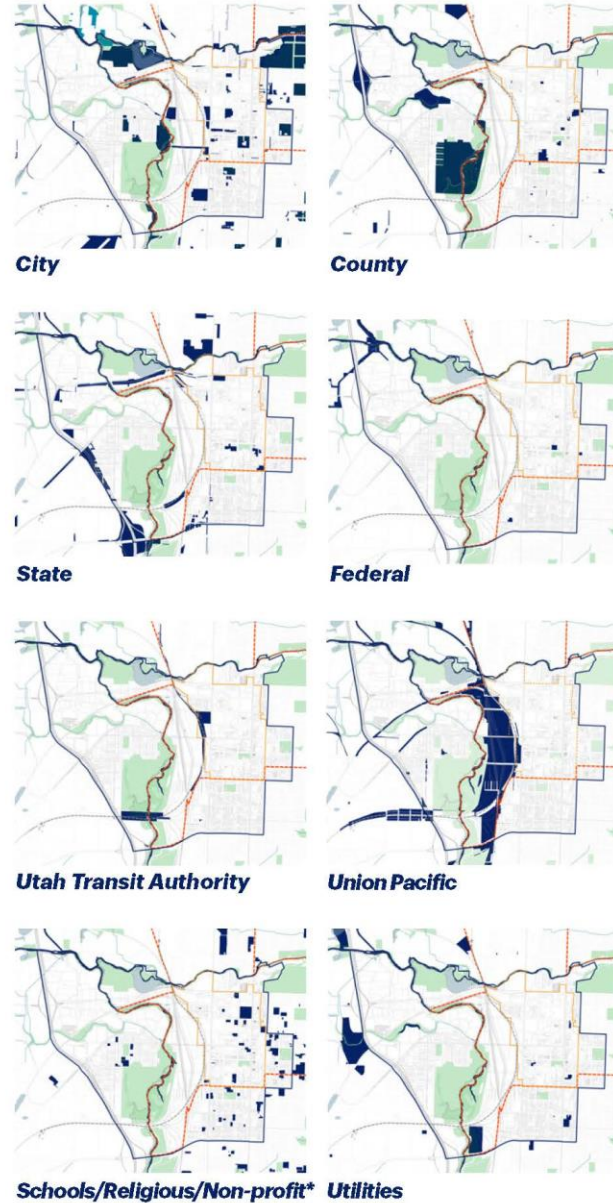 City
County
State
Federal
Utah Transit Authority
Union Pacific
Schools/Religious/Non-profit*
Utilities